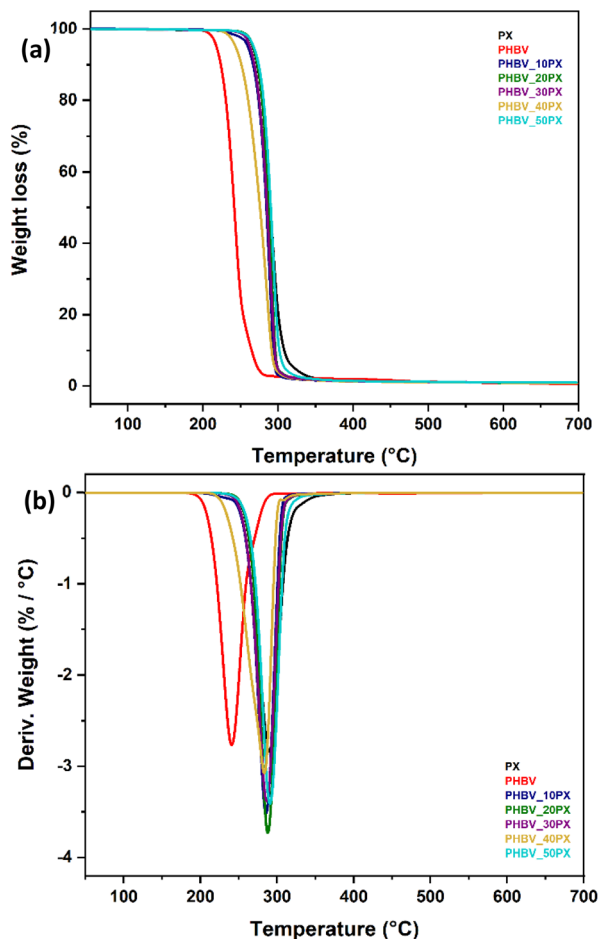 (a)
Weight loss (%)
100
80
60
40
20
0
PX
PHBV
PHBV_10PX
PHBV_20PX
PHBV_30PX
PHBV_40PX
PHBV_50PX
100 200 300 400 500 600 700
Temperature (°C)
(b)
Deriv. Weight (% / °C)
0
-1
-2
-3
-4
PX
PHBV
PHBV_10PX
PHBV_20PX
PHBV_30PX
PHBV_40PX
PHBV_50PX
100 200 300 400 500 600 700
Temperature (°C)